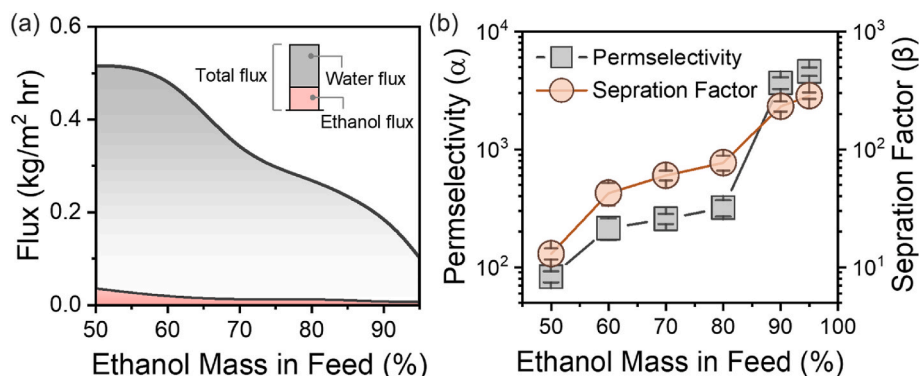 (a)
Flux (kg/m² hr)
0.6
0.4
0.2
0.0
50 60 70 80 90
Ethanol Mass in Feed (%)
Total flux
Water flux
Ethanol flux
(b)
Permselectivity (α)
10⁴
10³
10²
Permselectivity
Sepration Factor
50 60 70 80 90 100
Ethanol Mass in Feed (%)
10³
10²
10¹
Sepration Factor (β)